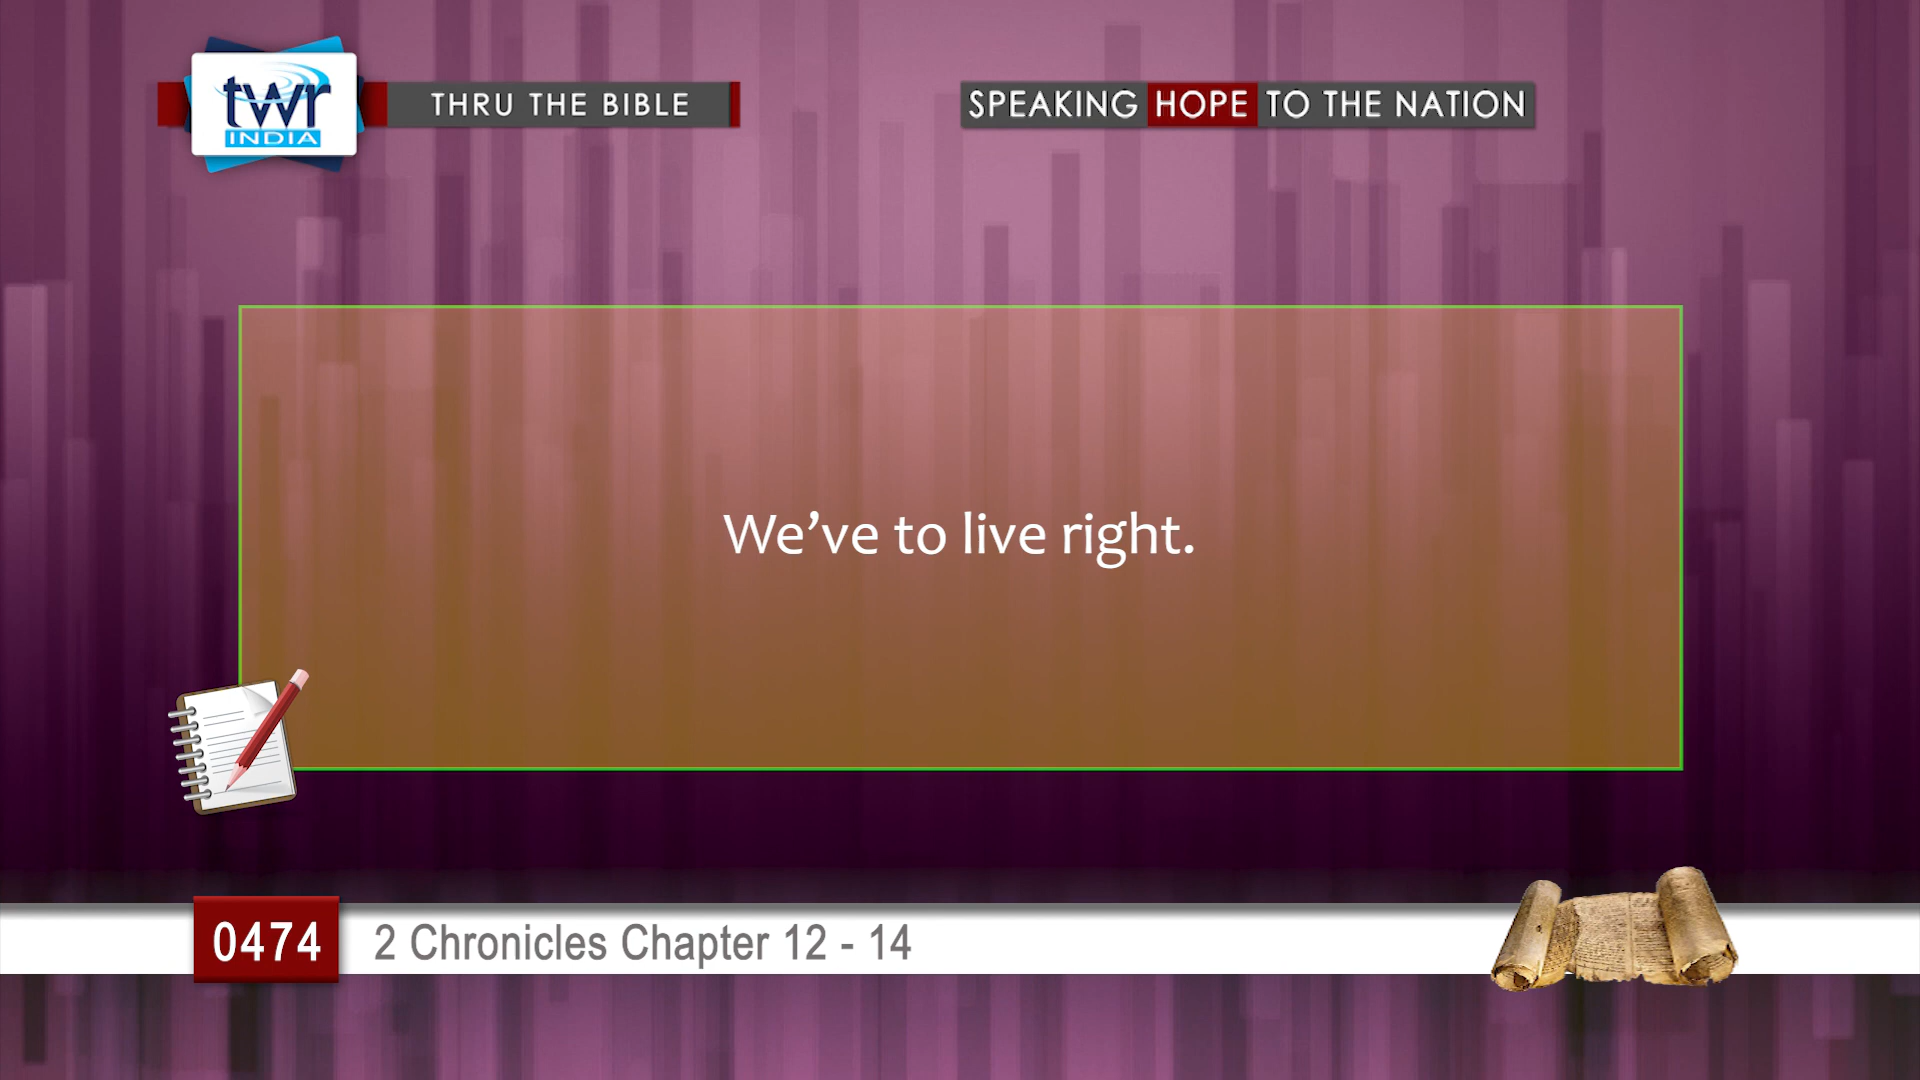 twr
INDIA
THRU THE BIBLE
SPEAKING HOPE TO THE NATION
We’ve to live right.
0474
2 Chronicles Chapter 12 - 14